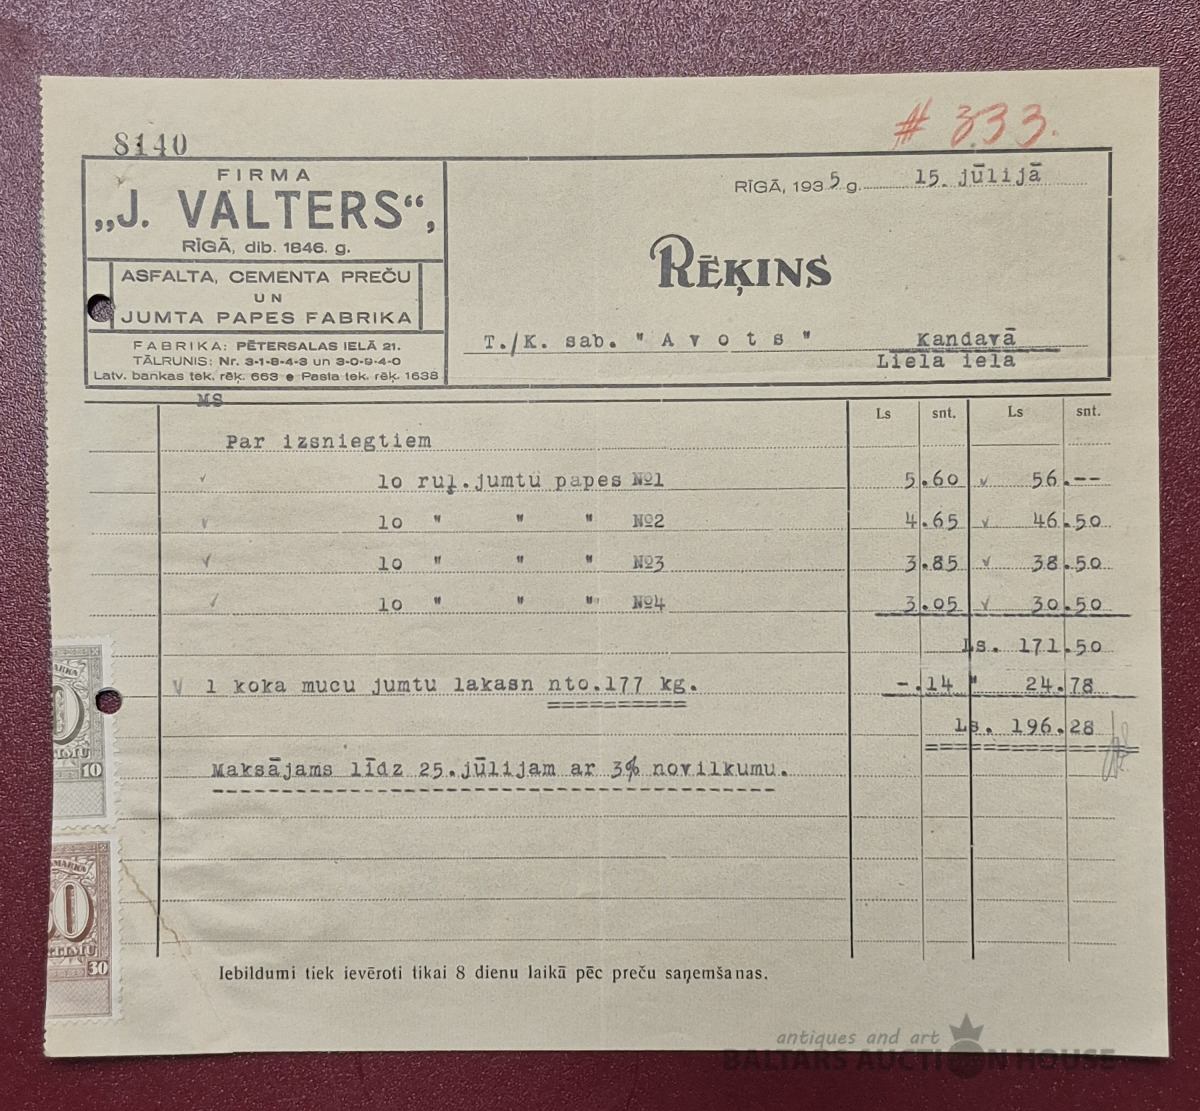 # 333.
8140
FIRMA
„J. VALTERS“,
RĪGĀ, dib. 1846. g.
ASFALTA, CEMENTA PREČU
UN
JUMTA PAPES FABRIKA
FABRIKA: PĒTERSALAS IELĀ 21.
TĀLRUNIS: Nr. 3-1-8-4-3 un 3-0-9-4-0
Latv. bankas tek. rēķ. 663 ● Pasta tek. rēķ. 1638
RĪGĀ, 1935 g. 15. jūlijā
RĒĶINS
T./K. sab. "Avots" Kandavā
Liela iela
MS
Ls snt. Ls snt.
Par izsniegtiem
lo ruļ.jumtu papes №1 5.60 56.--
lo " " " №2 4.65 46.50
lo " " " №3 3.85 38.50
lo " " " №4 3.05 30.50
Ls. 171.50
1 koka mucu jumtu lakasn nto.177 kg. -.14 " 24.78
Ls. 196.28
Maksājams līdz 25.jūlijam ar 3% novilkumu.
10
30
Iebildumi tiek ievēroti tikai 8 dienu laikā pēc preču saņemšanas.
antiques and art
BALTARS AUCTION HOUSE